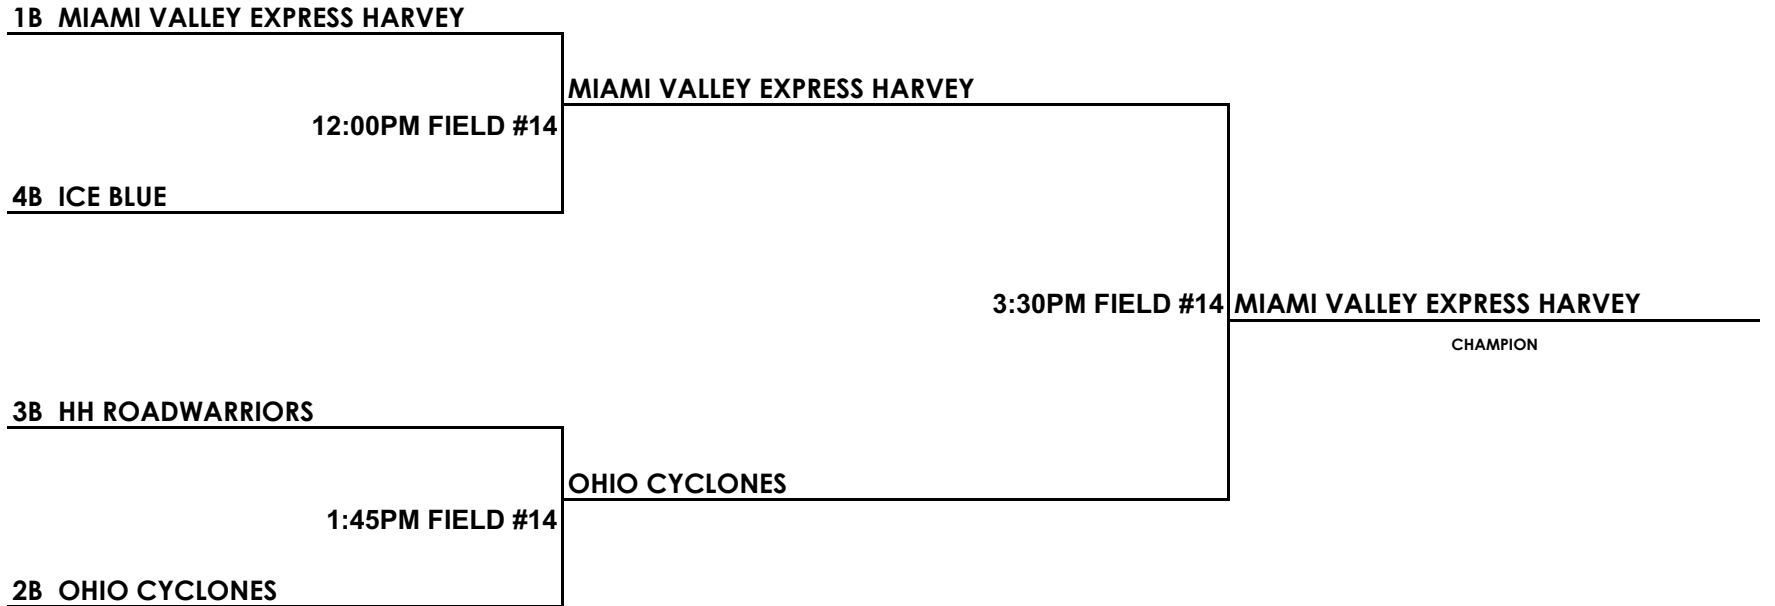 1B MIAMI VALLEY EXPRESS HARVEY
MIAMI VALLEY EXPRESS HARVEY
12:00PM FIELD #14
4B ICE BLUE
3:30PM FIELD #14 MIAMI VALLEY EXPRESS HARVEY
CHAMPION
3B HH ROADWARRIORS
OHIO CYCLONES
1:45PM FIELD #14
2B OHIO CYCLONES